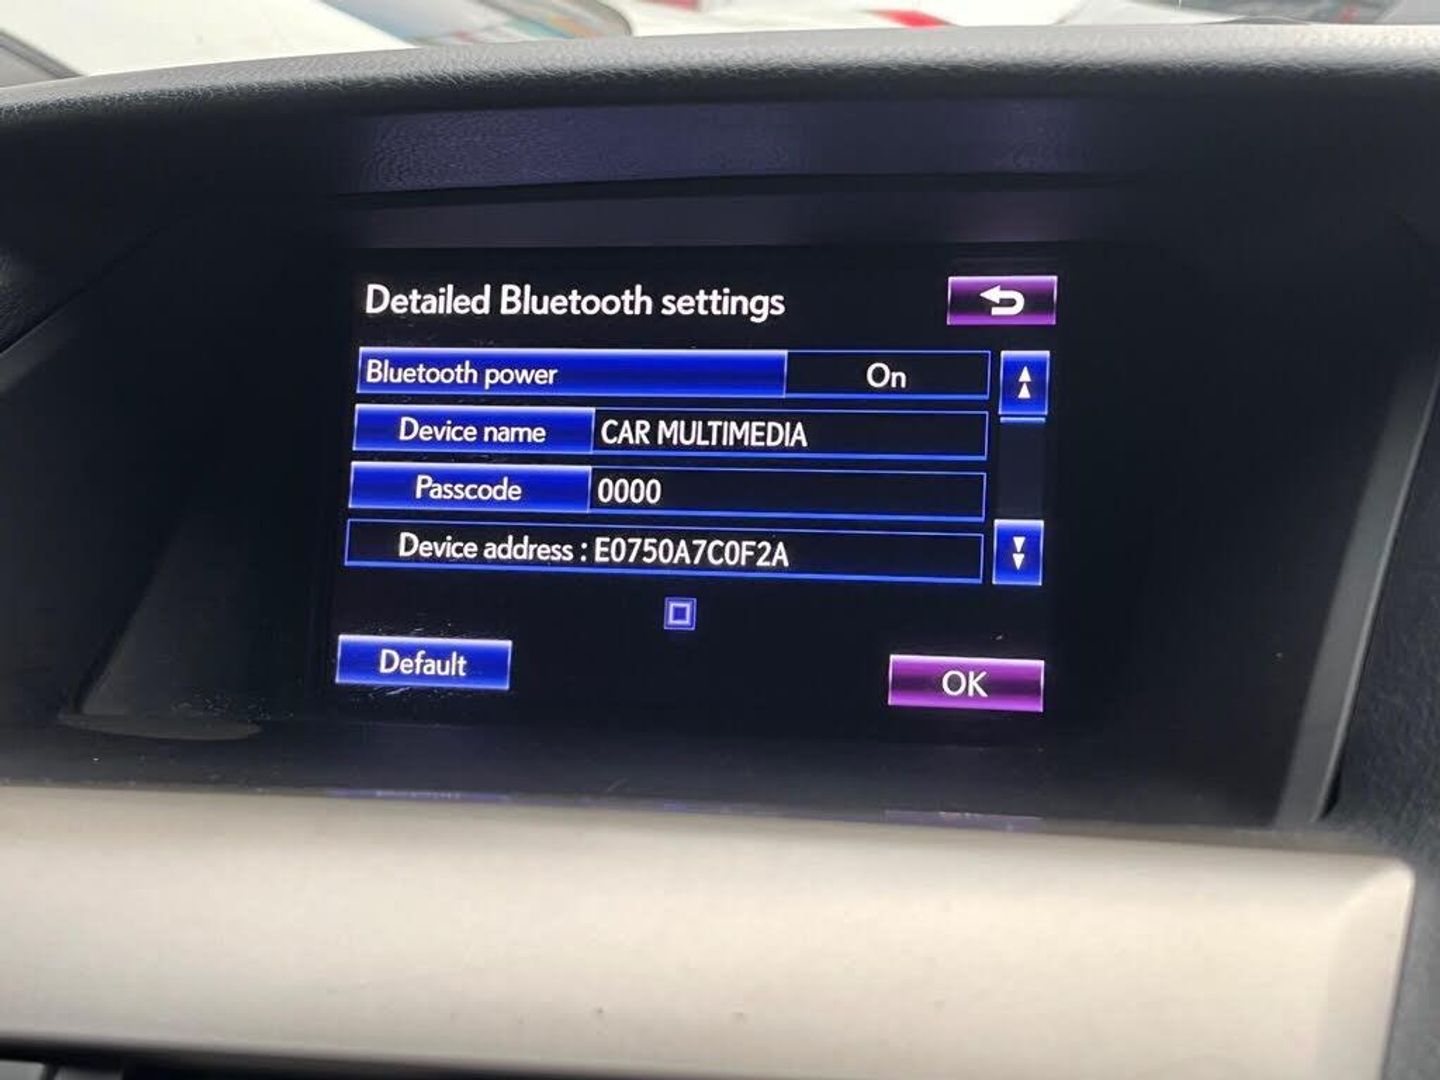 Detailed Bluetooth settings
Bluetooth power On
Device name CAR MULTIMEDIA
Passcode 0000
Device address : E0750A7C0F2A
Default
OK